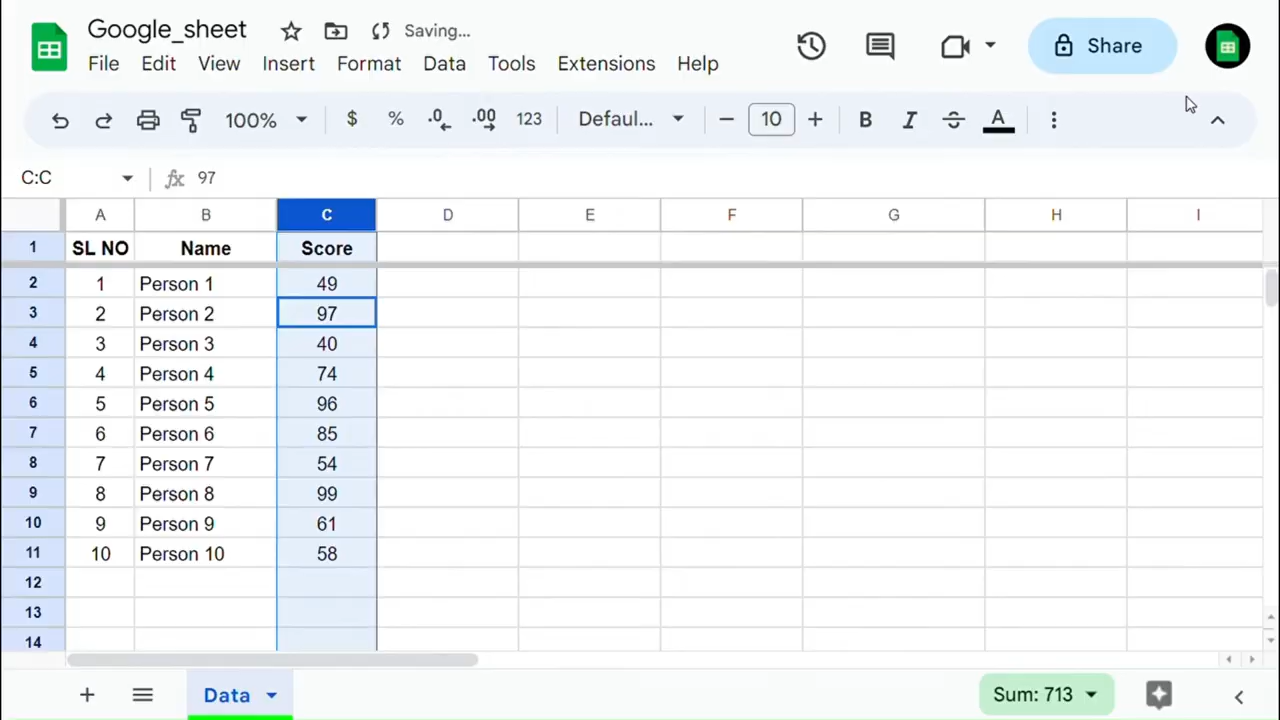 Google_sheet Saving...
File Edit View Insert Format Data Tools Extensions Help
Share
100% $ % .0 .00 123 Defaul... 10 B I S A
C:C fx 97
A B C D E F G H I
1 SL NO Name Score
2 1 Person 1 49
3 2 Person 2 97
4 3 Person 3 40
5 4 Person 4 74
6 5 Person 5 96
7 6 Person 6 85
8 7 Person 7 54
9 8 Person 8 99
10 9 Person 9 61
11 10 Person 10 58
12
13
14
Data Sum: 713